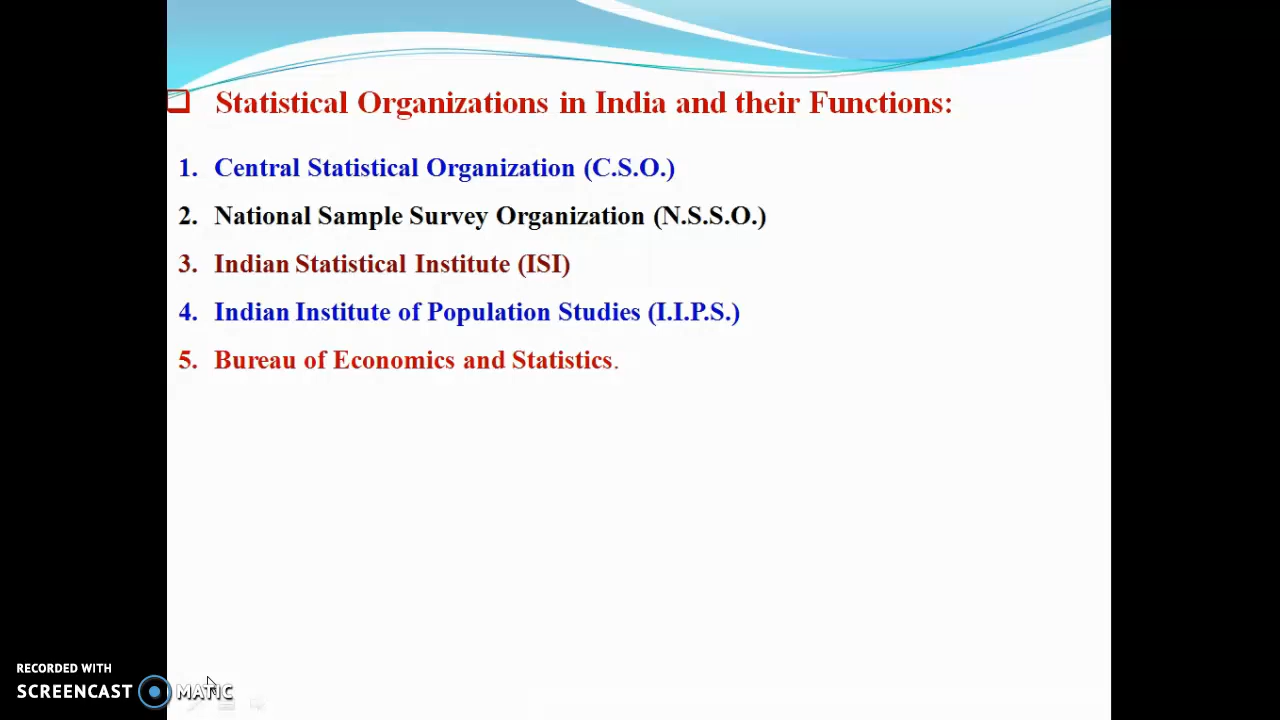 Statistical Organizations in India and their Functions:
1. Central Statistical Organization (C.S.O.)
2. National Sample Survey Organization (N.S.S.O.)
3. Indian Statistical Institute (ISI)
4. Indian Institute of Population Studies (I.I.P.S.)
5. Bureau of Economics and Statistics.
RECORDED WITH
SCREENCAST MATIC